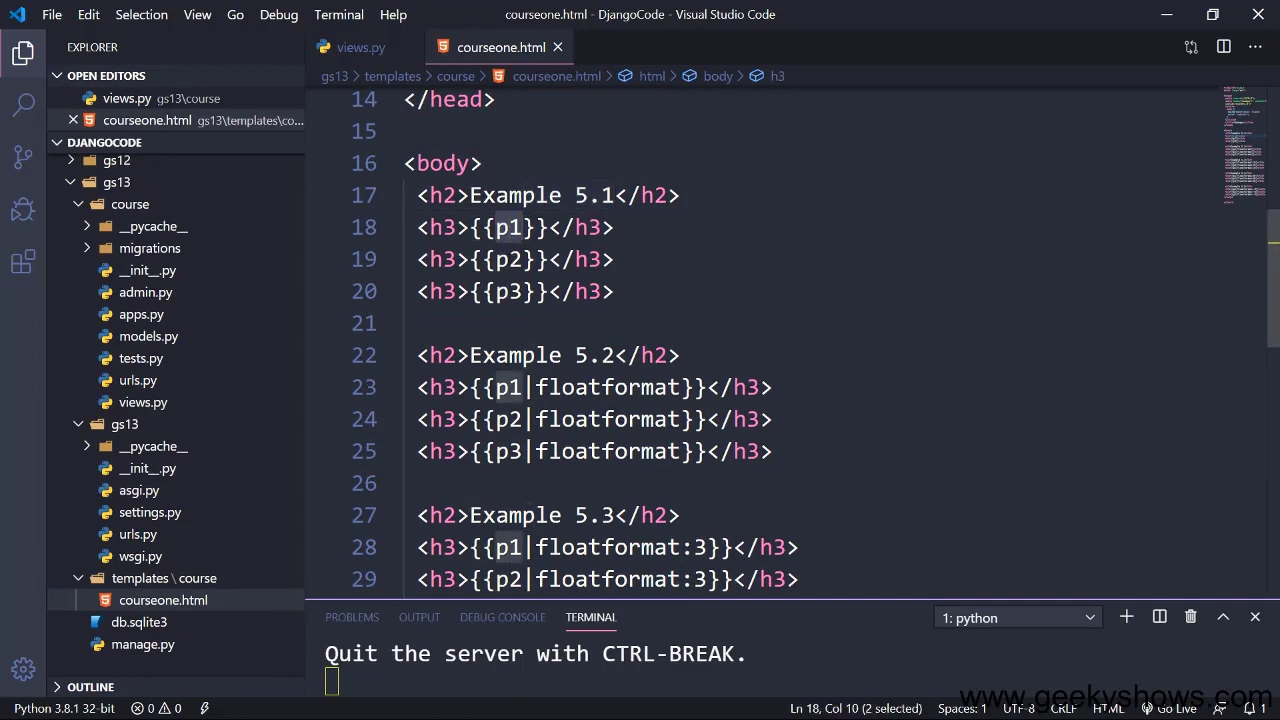 File Edit Selection View Go Debug Terminal Help courseone.html - DjangoCode - Visual Studio Code
EXPLORER
OPEN EDITORS
views.py gs13\course
courseone.html gs13\templates\co...
DJANGOCODE
gs12
gs13
course
__pycache__
migrations
__init__.py
admin.py
apps.py
models.py
tests.py
urls.py
views.py
gs13
__pycache__
__init__.py
asgi.py
settings.py
urls.py
wsgi.py
templates \ course
courseone.html
db.sqlite3
manage.py
OUTLINE
views.py courseone.html
gs13 > templates > course > courseone.html > html > body > h3
14 </head>
15
16 <body>
17 <h2>Example 5.1</h2>
18 <h3>{{p1}}</h3>
19 <h3>{{p2}}</h3>
20 <h3>{{p3}}</h3>
21
22 <h2>Example 5.2</h2>
23 <h3>{{p1|floatformat}}</h3>
24 <h3>{{p2|floatformat}}</h3>
25 <h3>{{p3|floatformat}}</h3>
26
27 <h2>Example 5.3</h2>
28 <h3>{{p1|floatformat:3}}</h3>
29 <h3>{{p2|floatformat:3}}</h3>
PROBLEMS OUTPUT DEBUG CONSOLE TERMINAL 1: python
Quit the server with CTRL-BREAK.
www.geekyshows.com
Python 3.8.1 32-bit 0 0 Ln 18, Col 10 (2 selected) Spaces: 1 UTF-8 CRLF HTML Go Live 1